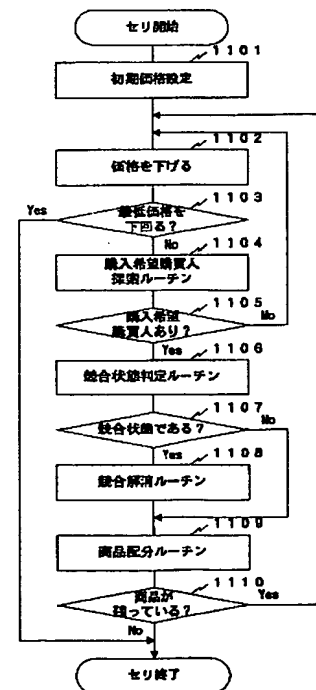 セリ開始
1101
初期価格設定
1102
価格を下げる
1103
Yes
最低価格を
下回る？
No
1104
購入希望購買人
探索ルーチン
1105
購入希望
購買人あり？
No
Yes
1106
競合状態判定ルーチン
1107
競合状態である？
No
Yes
1108
競合解消ルーチン
1109
商品配分ルーチン
1110
商品が
残っている？
Yes
No
セリ終了